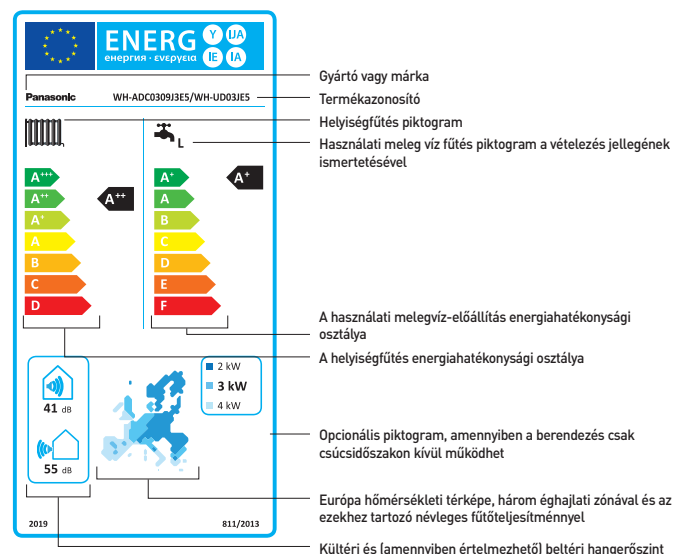 ENERG Y IJA
енергия · ενεργεια IE IA
Panasonic WH-ADC0309J3E5/WH-UD03JE5
L
A+++
A++
A+
A
B
C
D
A++
A+
A
B
C
D
E
F
A+
2 kW
3 kW
4 kW
41 dB
55 dB
2019 811/2013
Gyártó vagy márka
Termékazonosító
Helyiségfűtés piktogram
Használati meleg víz fűtés piktogram a vételezés jellegének
ismertetésével
A használati melegvíz-előállítás energiahatékonysági
osztálya
A helyiségfűtés energiahatékonysági osztálya
Opcionális piktogram, amennyiben a berendezés csak
csúcsidőszakon kívül működhet
Európa hőmérsékleti térképe, három éghajlati zónával és az
ezekhez tartozó névleges fűtőteljesítménnyel
Kültéri és (amennyiben értelmezhető) beltéri hangerőszint